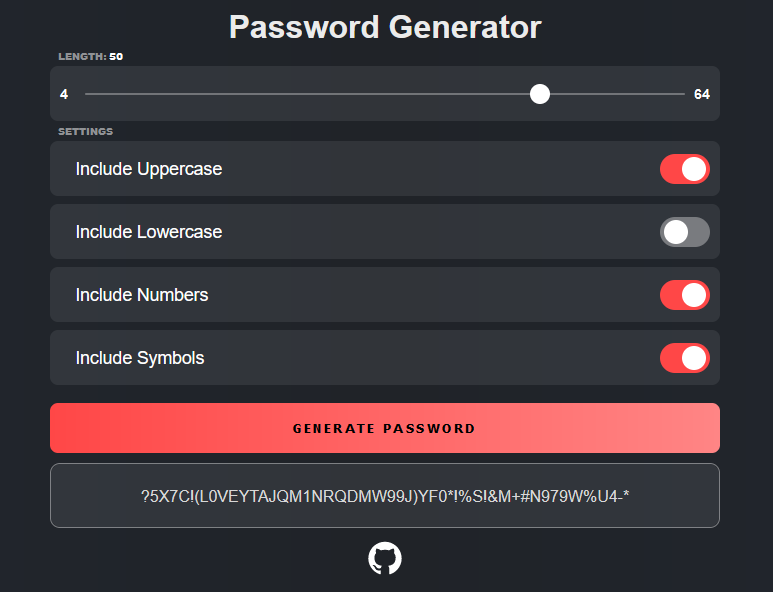 Password Generator
LENGTH: 50
4 64
SETTINGS
Include Uppercase
Include Lowercase
Include Numbers
Include Symbols
GENERATE PASSWORD
?5X7C!(L0VEYTAJQM1NRQDMW99J)YF0*!%S!&M+#N979W%U4-*